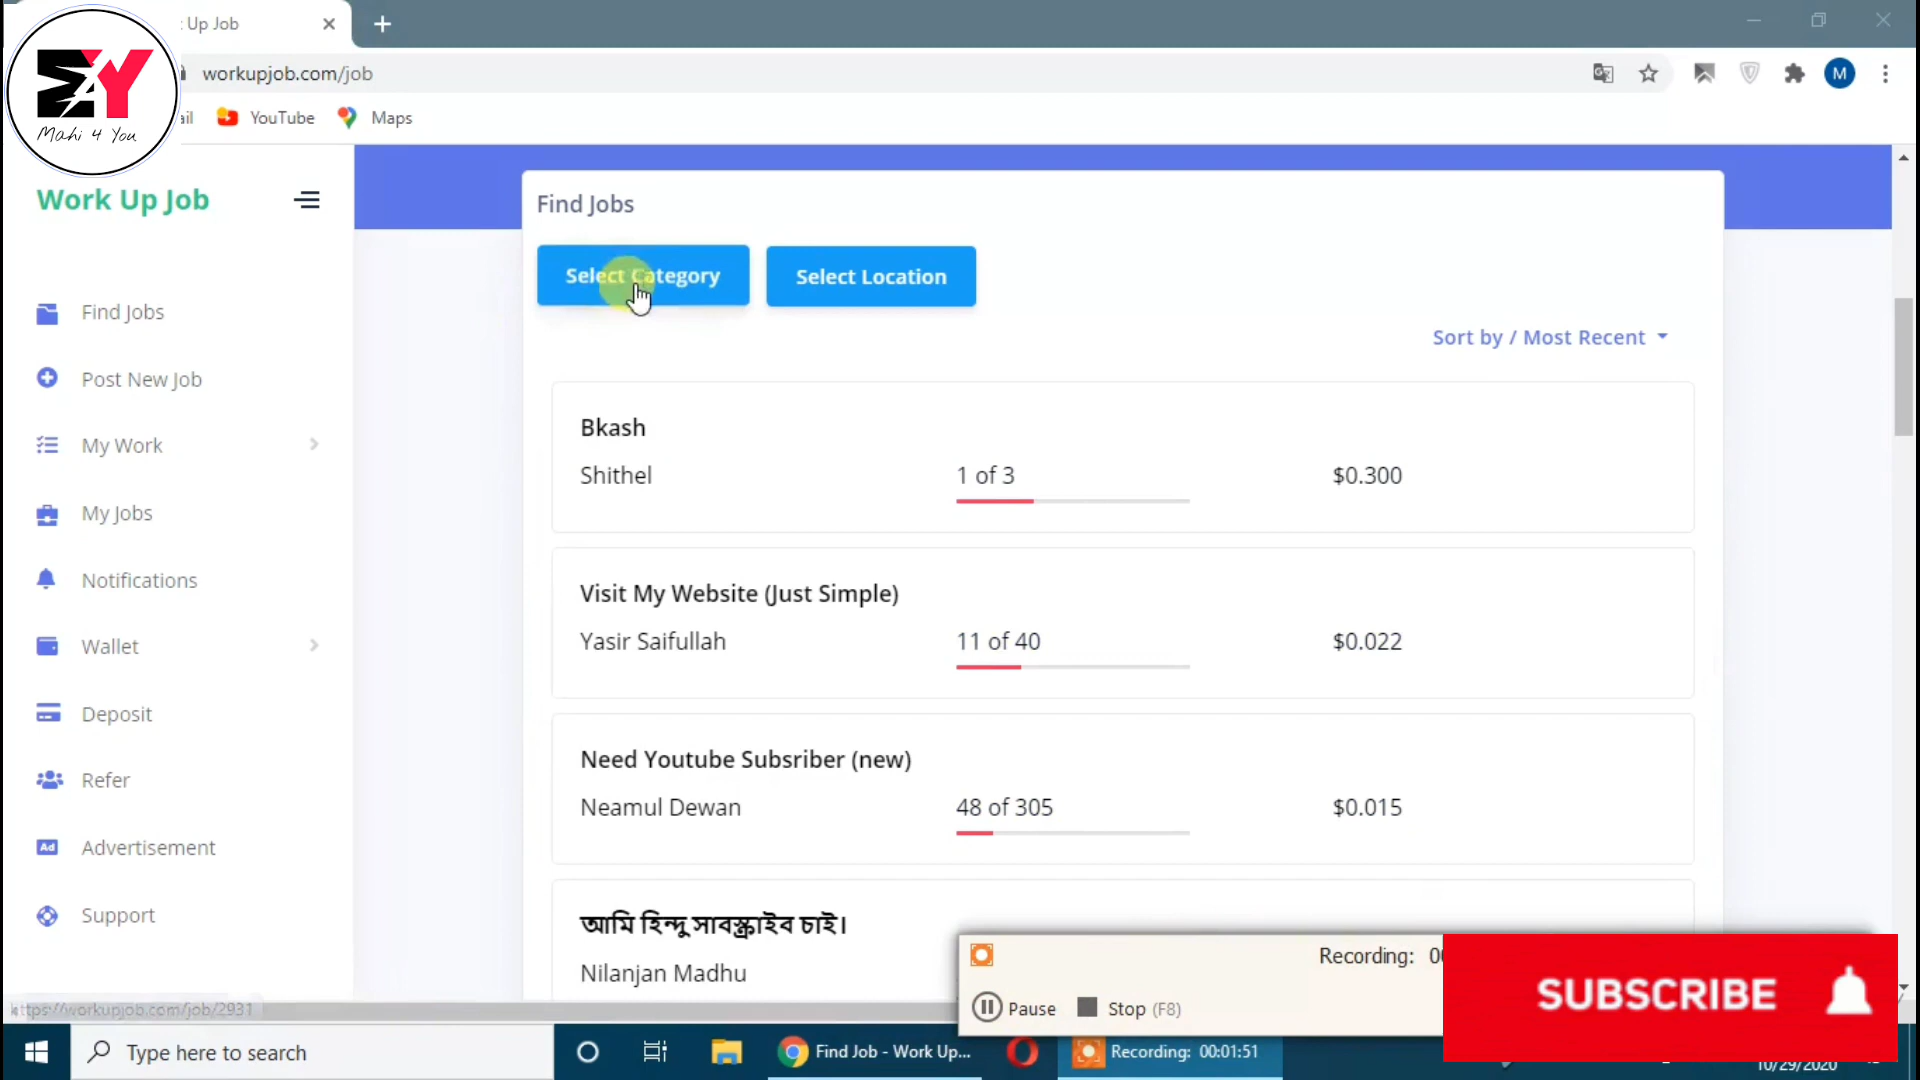 Up Job
workupjob.com/job
YouTube
Maps
EY
Mahi 4 You
M
Work Up Job
Find Jobs
Post New Job
My Work
My Jobs
Notifications
Wallet
Deposit
Refer
Ad
Advertisement
Support
Find Jobs
Select Category
Select Location
Sort by / Most Recent
Bkash
Shithel
1 of 3
$0.300
Visit My Website (Just Simple)
Yasir Saifullah
11 of 40
$0.022
Need Youtube Subsriber (new)
Neamul Dewan
48 of 305
$0.015
আমি হিন্দু সাবস্ক্রাইব চাই।
Nilanjan Madhu
https://workupjob.com/job/2931
Recording:
Pause
Stop (F8)
SUBSCRIBE
Type here to search
Find Job - Work Up...
Recording: 00:01:51
10/29/2020